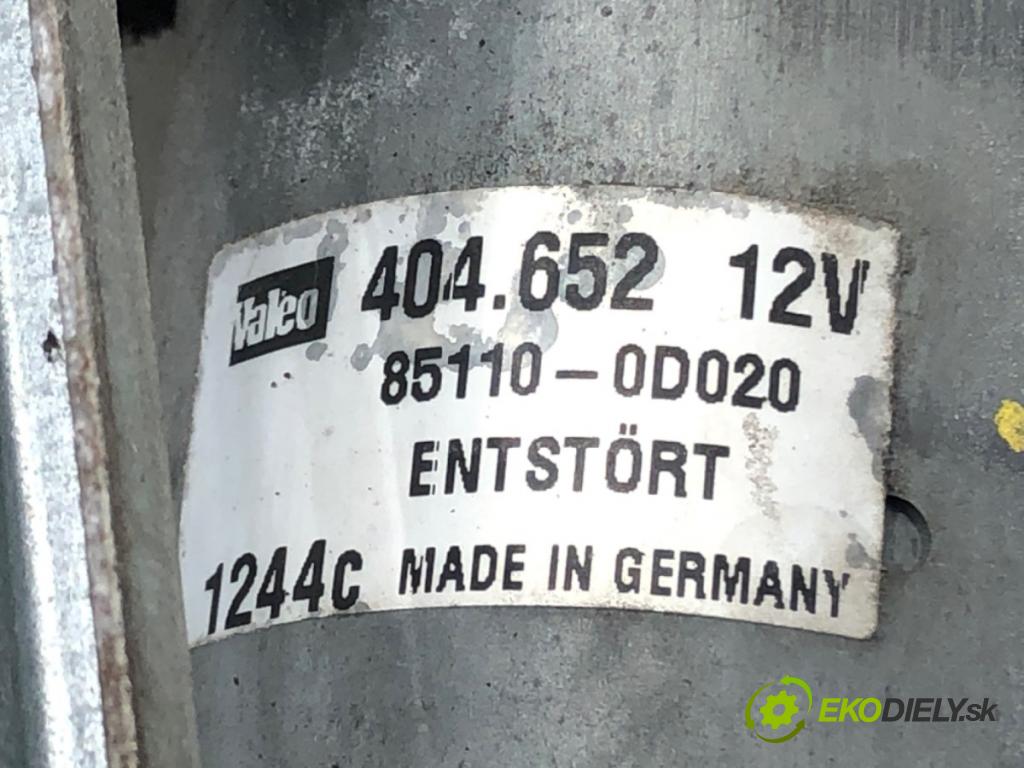 Valeo 404.652 12V
85110-0D020
ENTSTÖRT
1244C MADE IN GERMANY
EKODIELY.sk